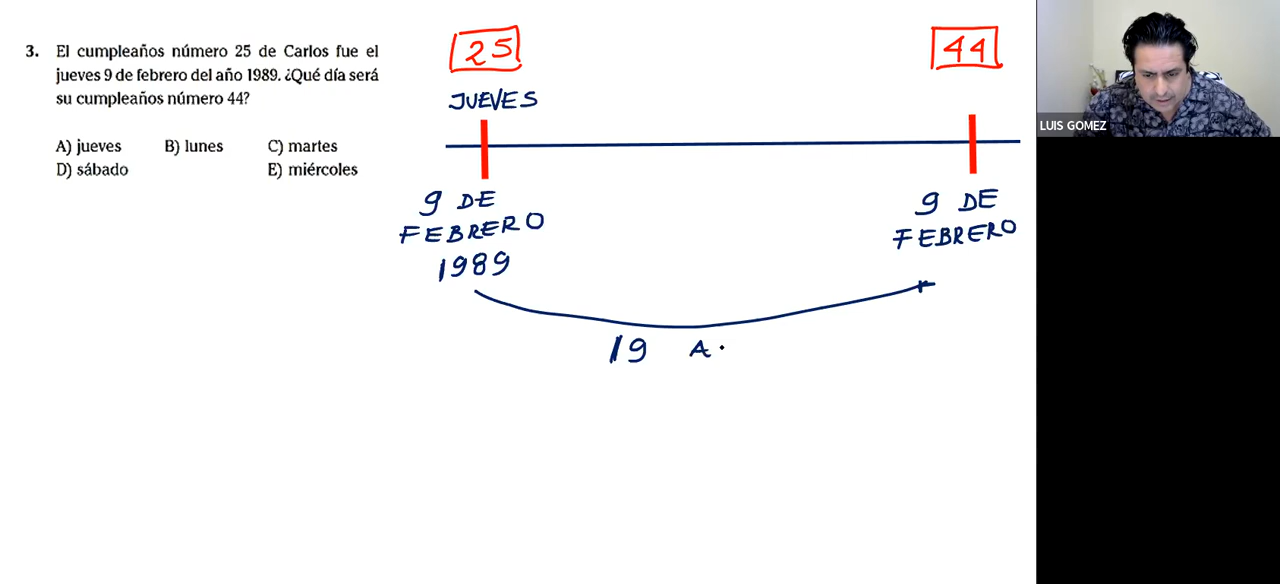 3. El cumpleaños número 25 de Carlos fue el
jueves 9 de febrero del año 1989. ¿Qué día será
su cumpleaños número 44?
A) jueves B) lunes C) martes
D) sábado E) miércoles
25
JUEVES
9 DE
FEBRERO
1989
44
9 DE
FEBRERO
19 A
LUIS GOMEZ